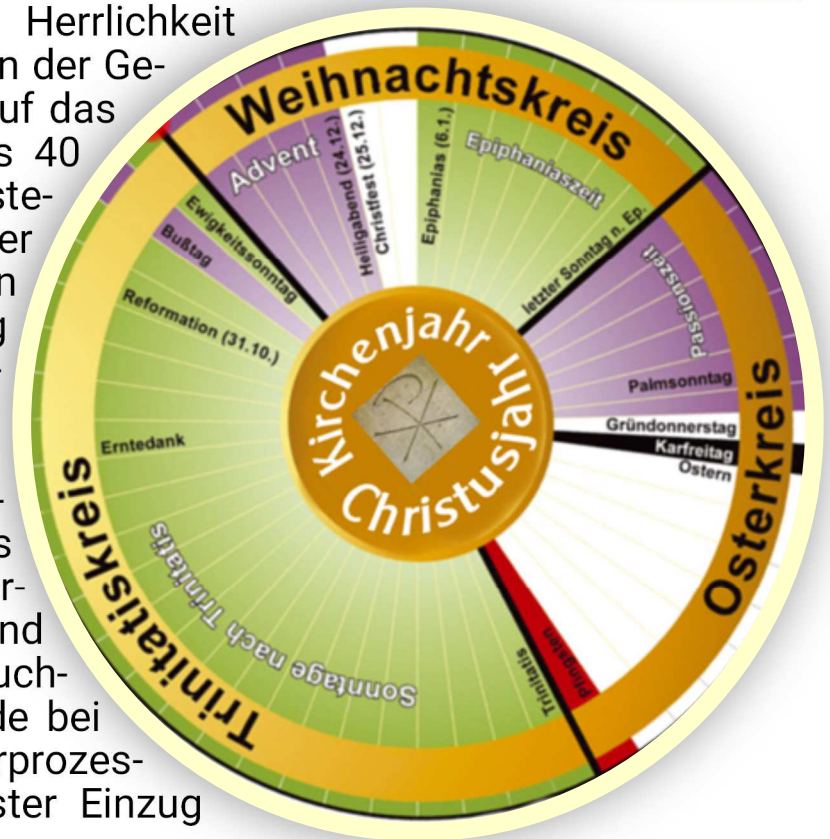 Herrlichkeit
n der Ge-
uf das
s 40
ste-
er
n
g
s
r-
nd
uch-
de bei
rprozes-
ster Einzug
Weihnachtskreis
Advent
Heiligabend (24.12.)
Christfest (25.12.)
Epiphanias (6.1.)
Epiphaniaszeit
letzter Sonntag n. Ep.
Osterkreis
Passionszeit
Palmsonntag
Gründonnerstag
Karfreitag
Ostern
Pfingsten
Trinitatiskreis
Trinitatis
Sonntage nach Trinitatis
Erntedank
Reformation (31.10.)
Bußtag
Ewigkeitssonntag
Kirchenjahr
Christusjahr